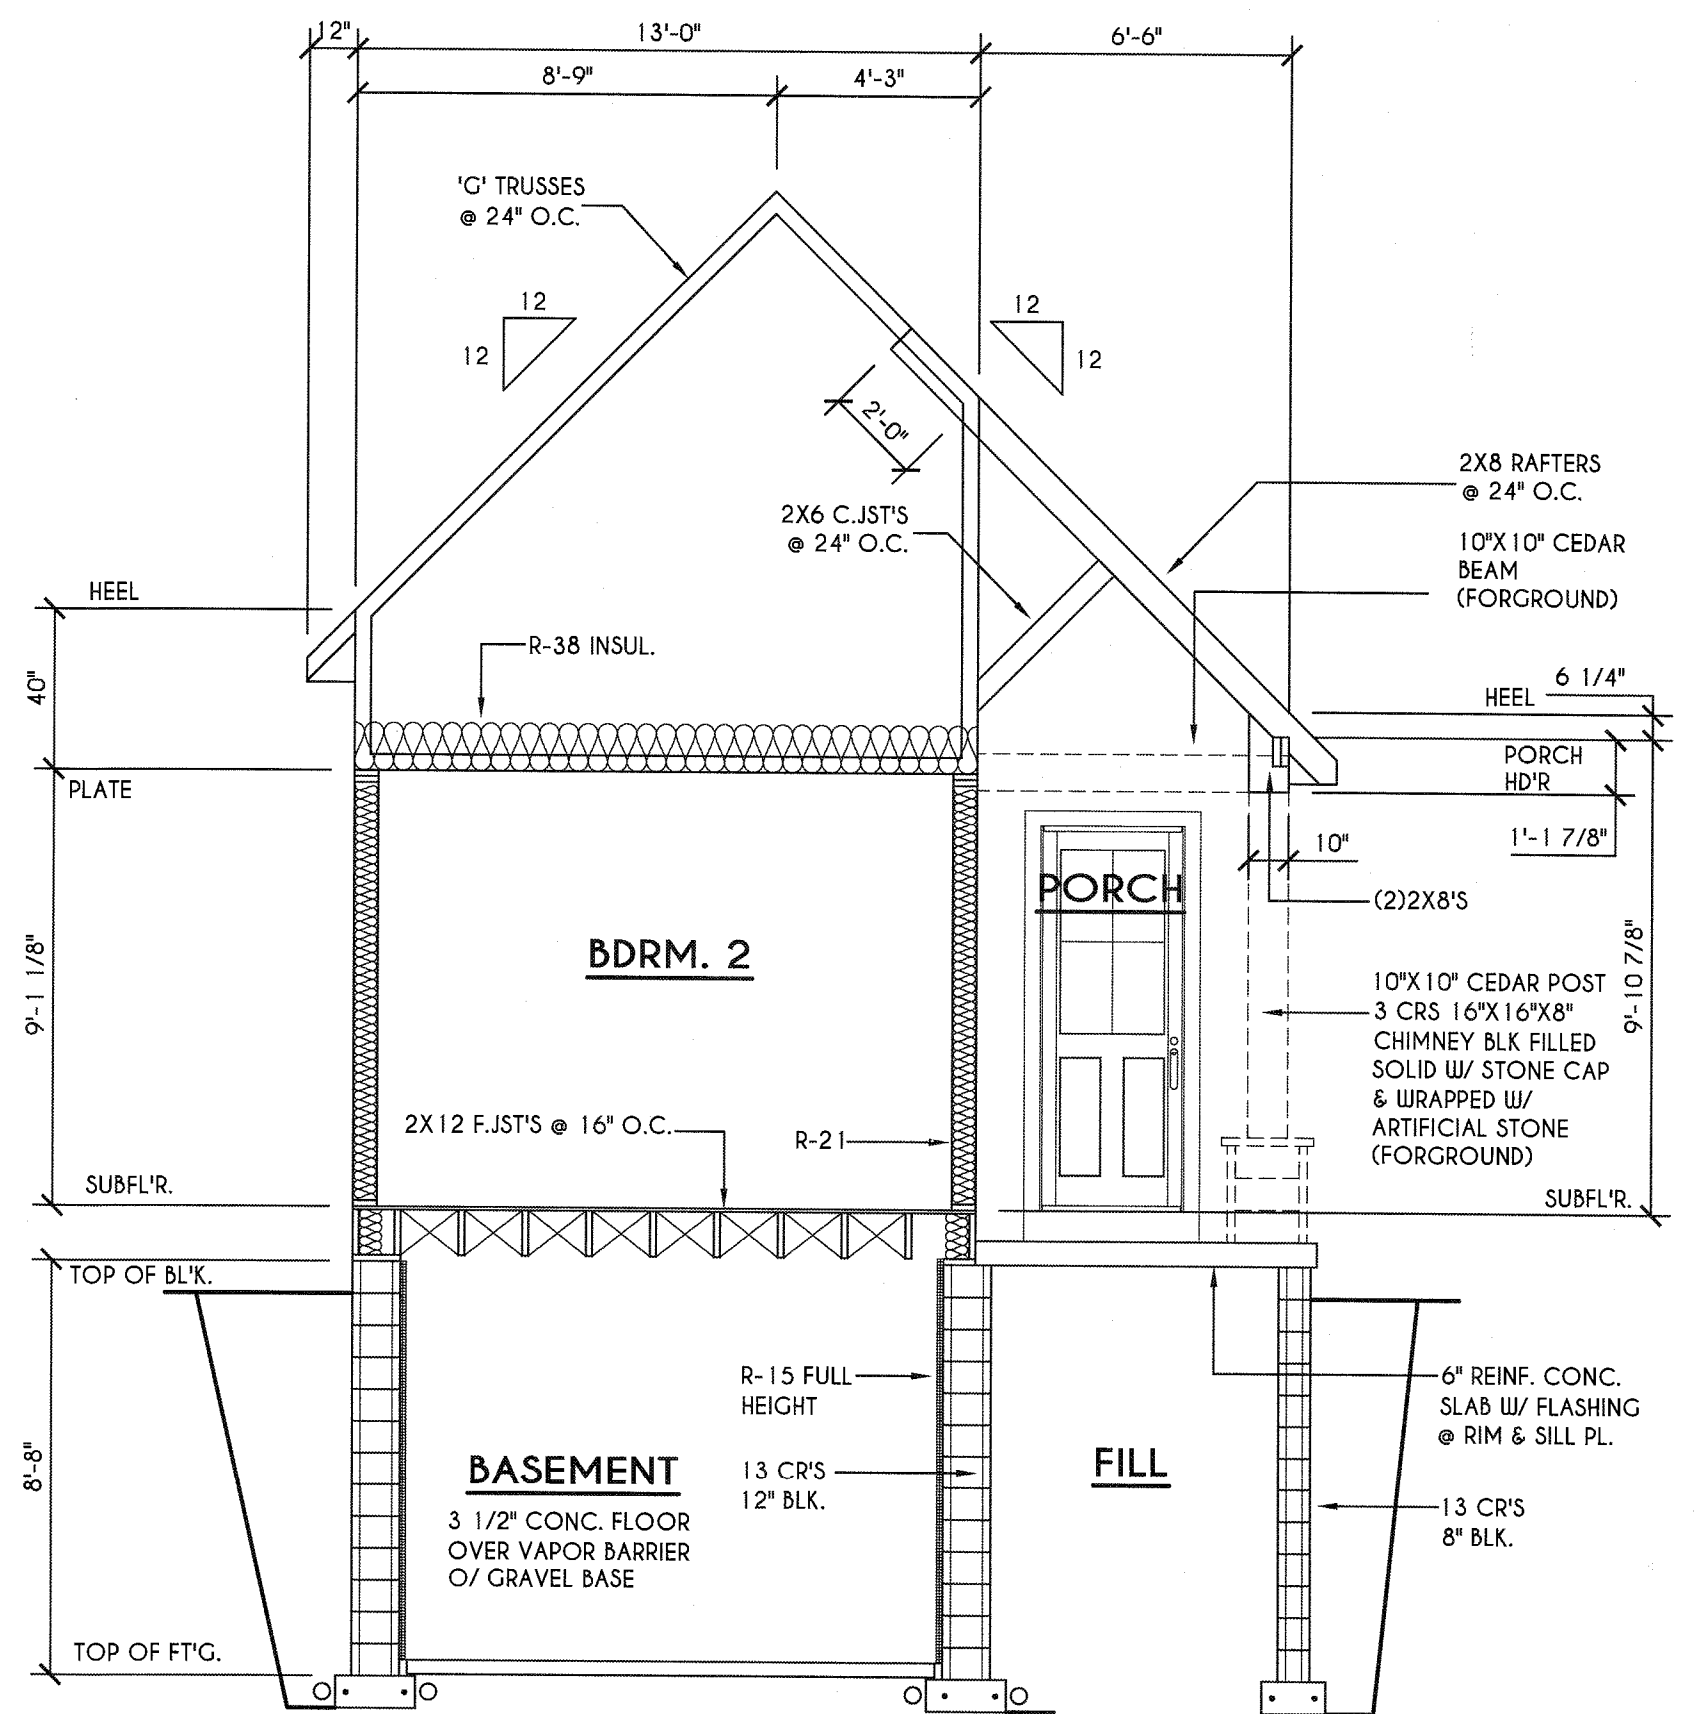 12"
13'-0"
6'-6"
8'-9"
4'-3"
'G' TRUSSES
@ 24" O.C.
12
12
12
12
2'-0"
2X8 RAFTERS
@ 24" O.C.
2X6 C.JST'S
@ 24" O.C.
10"X10" CEDAR
BEAM
(FORGROUND)
HEEL
40"
R-38 INSUL.
6 1/4"
HEEL
PORCH
HD'R
PLATE
1'-1 7/8"
10"
PORCH
(2)2X8'S
BDRM. 2
9'-1 1/8"
9'-10 7/8"
10"X10" CEDAR POST
3 CRS 16"X16"X8"
CHIMNEY BLK FILLED
SOLID W/ STONE CAP
& WRAPPED W/
ARTIFICIAL STONE
(FORGROUND)
2X12 F.JST'S @ 16" O.C.
R-21
SUBFL'R.
SUBFL'R.
TOP OF BL'K.
R-15 FULL
HEIGHT
6" REINF. CONC.
SLAB W/ FLASHING
@ RIM & SILL PL.
8'-8"
BASEMENT
3 1/2" CONC. FLOOR
OVER VAPOR BARRIER
O/ GRAVEL BASE
13 CR'S
12" BLK.
FILL
13 CR'S
8" BLK.
TOP OF FT'G.